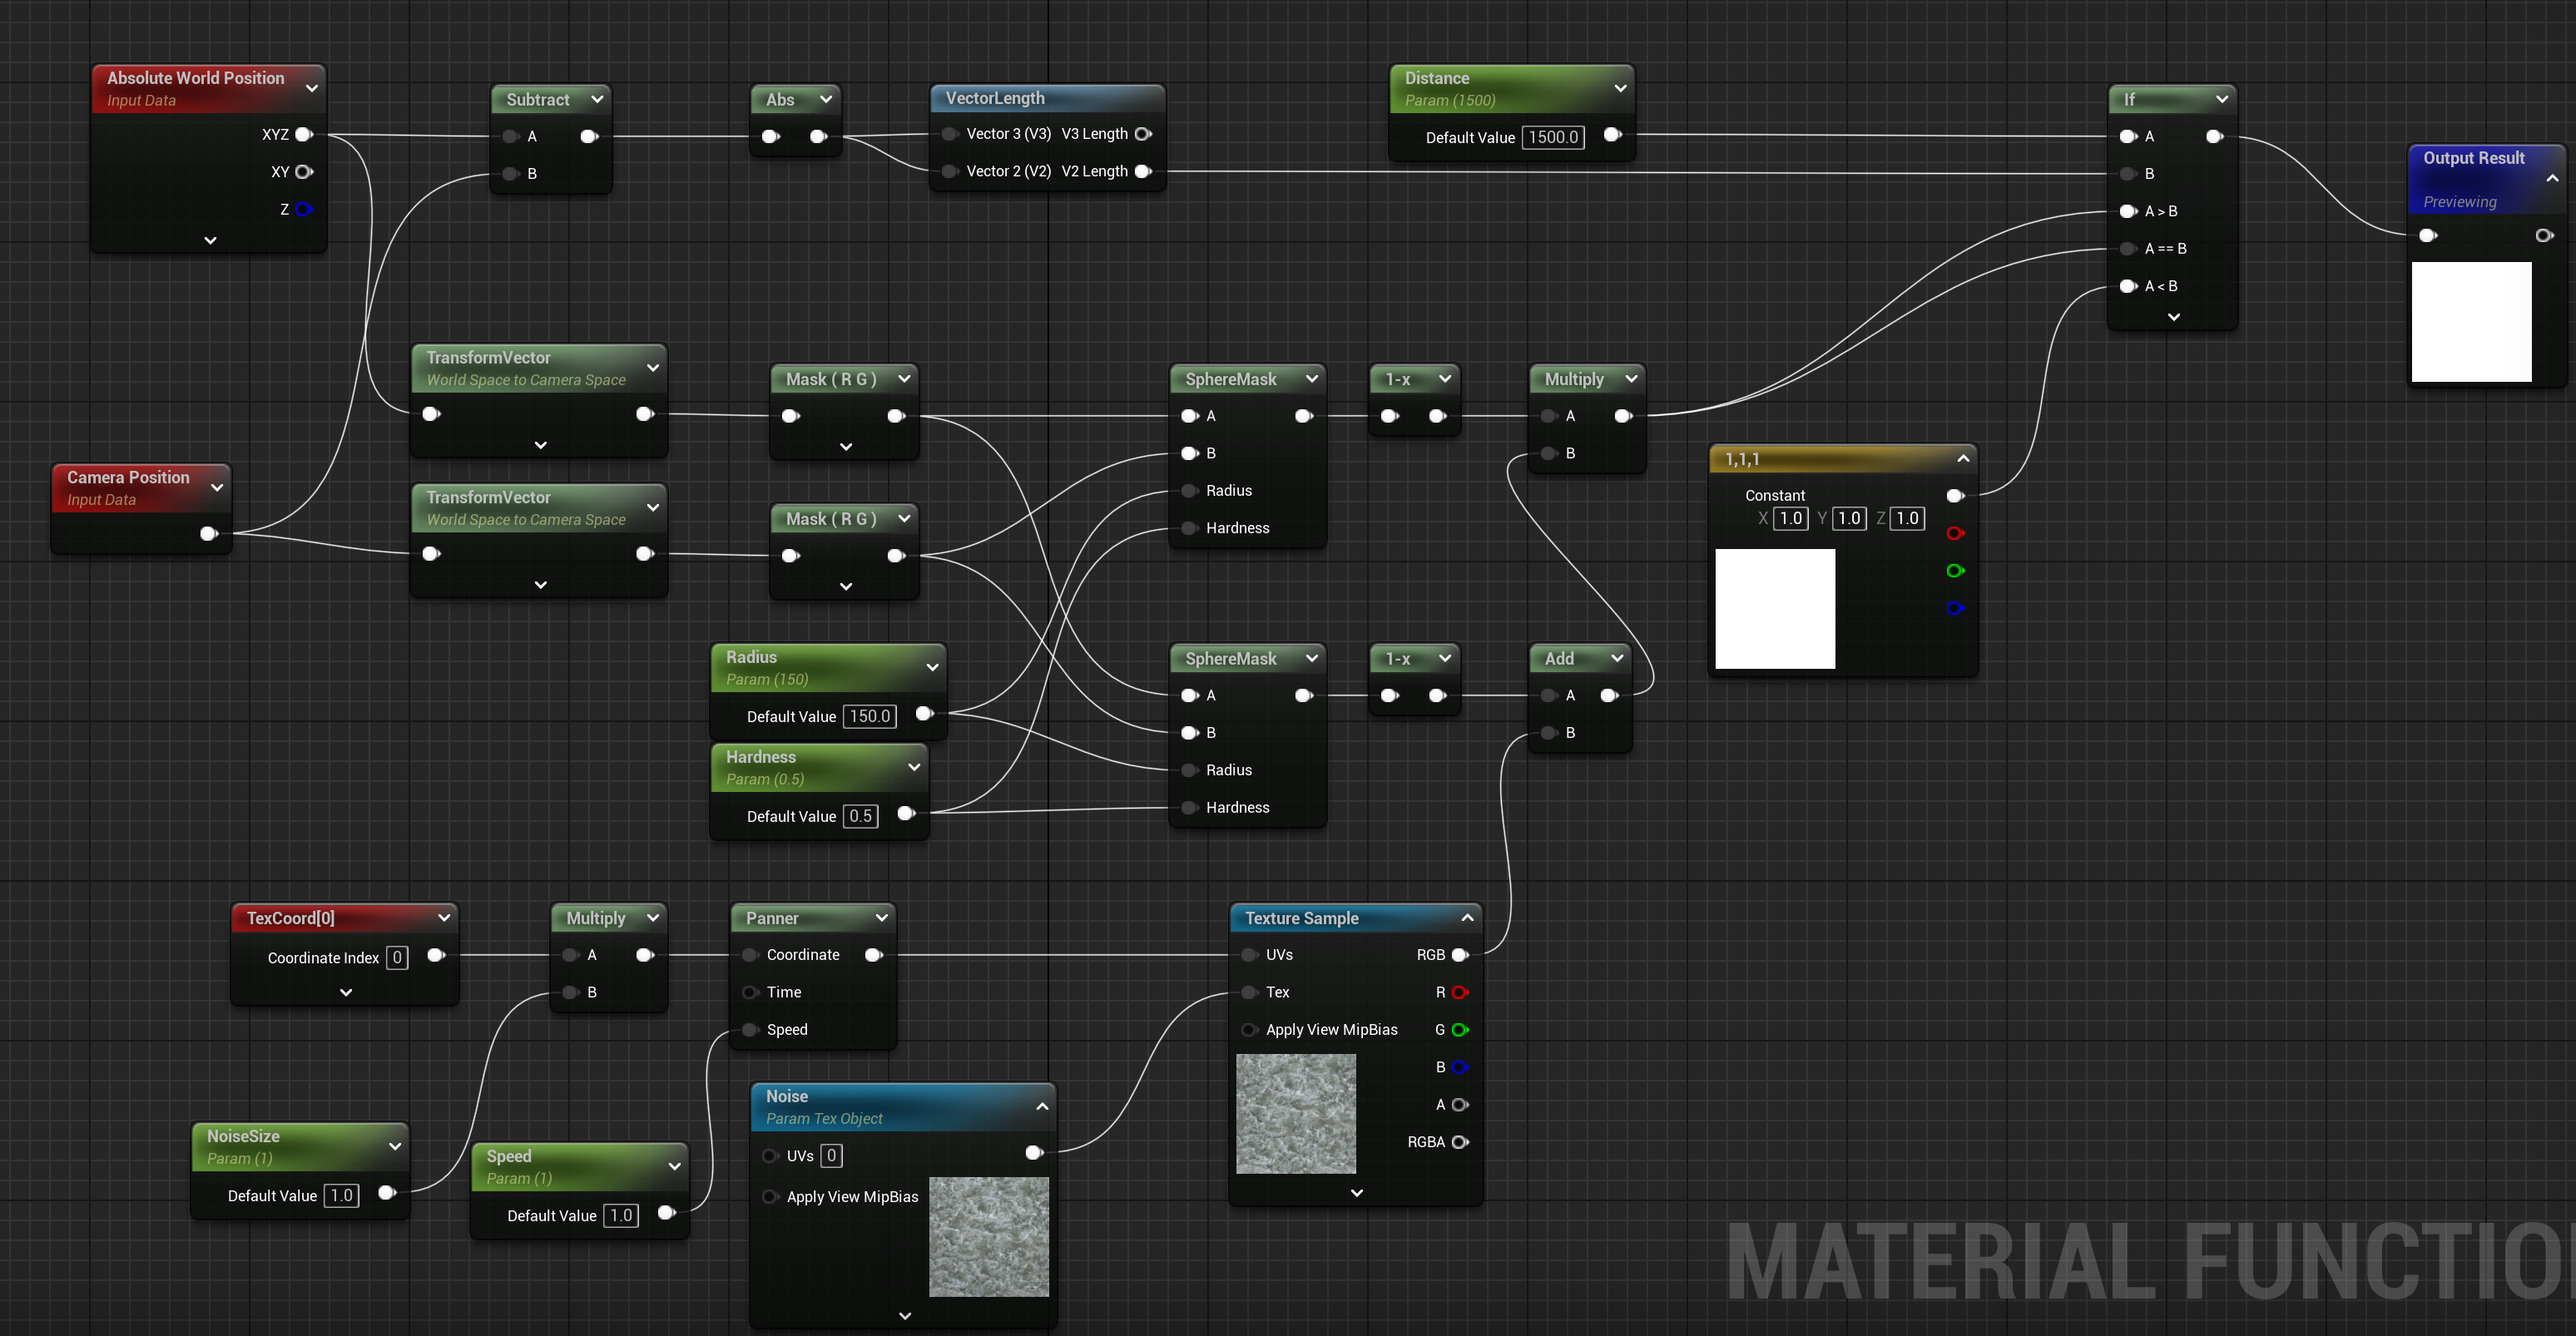 Absolute World Position
Input Data
XYZ
XY
Z
Subtract
A
B
Abs
VectorLength
Vector 3 (V3) V3 Length
Vector 2 (V2) V2 Length
Distance
Param (1500)
Default Value 1500.0
If
A
B
A > B
A == B
A < B
Output Result
Previewing
TransformVector
World Space to Camera Space
Mask ( R G )
SphereMask
A
B
Radius
Hardness
1-x
Multiply
A
B
Camera Position
Input Data
TransformVector
World Space to Camera Space
Mask ( R G )
1,1,1
Constant
X 1.0 Y 1.0 Z 1.0
Radius
Param (150)
Default Value 150.0
Hardness
Param (0.5)
Default Value 0.5
SphereMask
A
B
Radius
Hardness
1-x
Add
A
B
TexCoord[0]
Coordinate Index 0
Multiply
A
B
Panner
Coordinate
Time
Speed
Texture Sample
UVs RGB
Tex R
Apply View MipBias G
B
A
RGBA
NoiseSize
Param (1)
Default Value 1.0
Speed
Param (1)
Default Value 1.0
Noise
Param Tex Object
UVs 0
Apply View MipBias
MATERIAL FUNCTIO